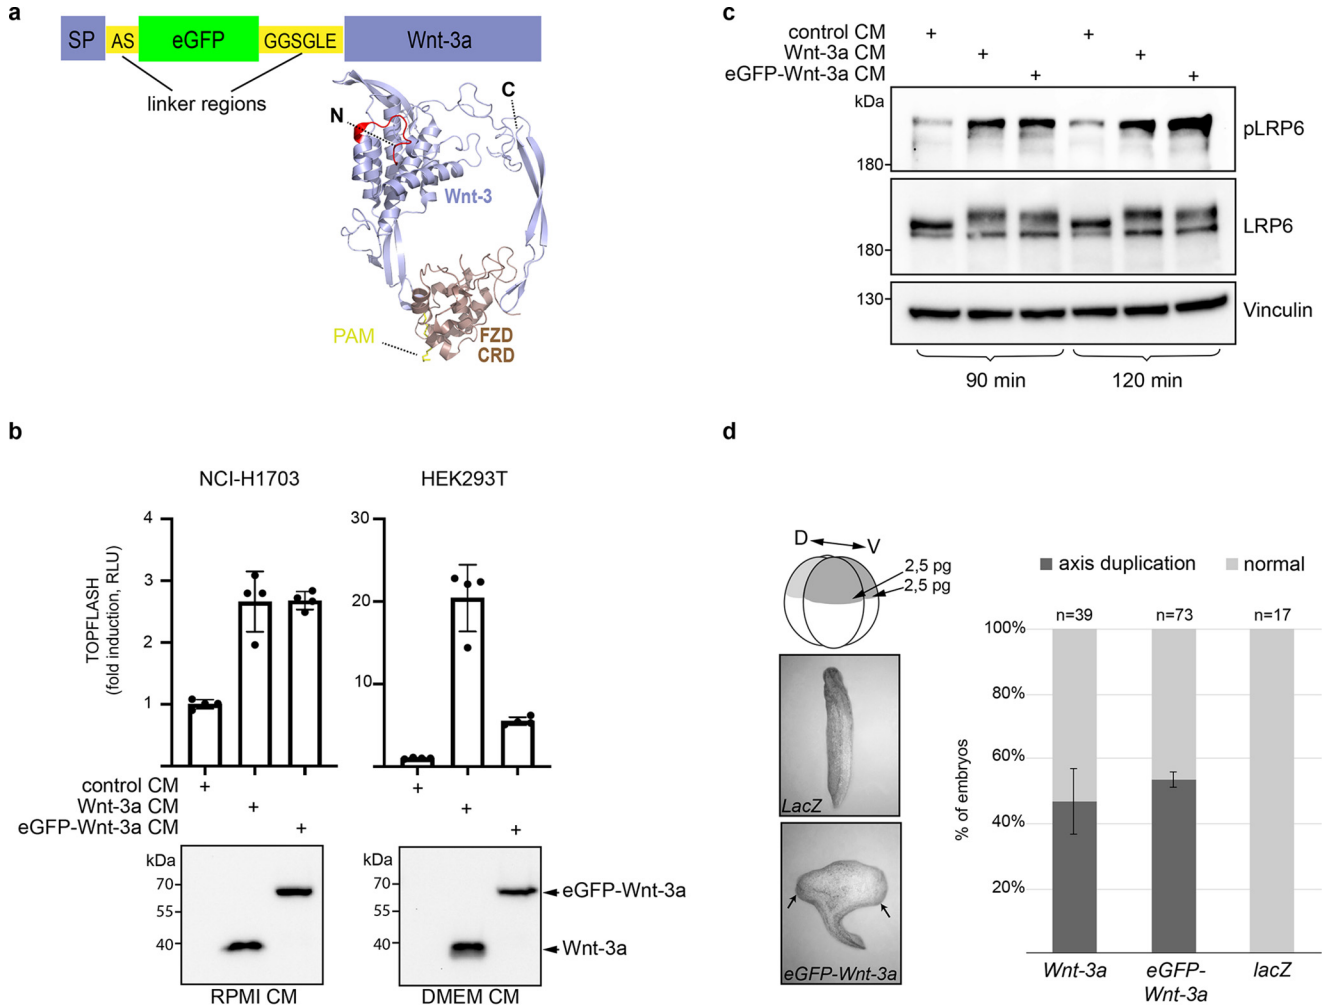 a
SP AS eGFP GGSGLE Wnt-3a
linker regions
N
C
Wnt-3
PAM
FZD
CRD
b
NCI-H1703
HEK293T
TOPFLASH
(fold induction, RLU)
4
3
2
1
30
20
10
control CM + +
Wnt-3a CM + +
eGFP-Wnt-3a CM + +
kDa
70
55
40
RPMI CM
kDa
70
55
40
DMEM CM
eGFP-Wnt-3a
Wnt-3a
c
control CM + +
Wnt-3a CM + +
eGFP-Wnt-3a CM + +
kDa
180
pLRP6
180
LRP6
130
Vinculin
90 min
120 min
d
D V
2,5 pg
2,5 pg
LacZ
eGFP-Wnt-3a
axis duplication normal
n=39 n=73 n=17
% of embryos
100%
80%
60%
40%
20%
Wnt-3a
eGFP-
Wnt-3a
lacZ